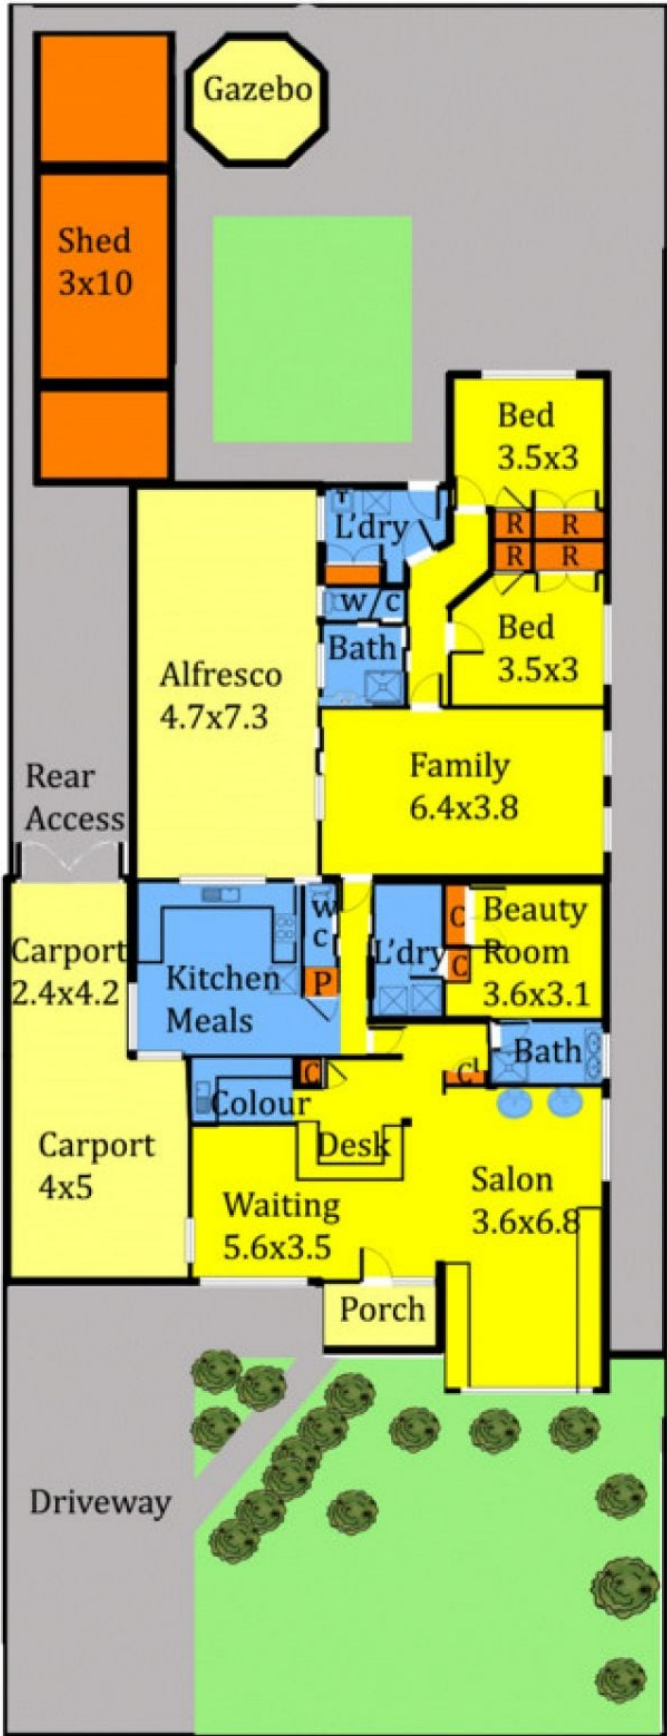 Gazebo
Shed
3x10
Bed
3.5x3
R R
R R
L'dry
w/c
Bath
Bed
3.5x3
Alfresco
4.7x7.3
Family
6.4x3.8
Rear
Access
Carport
2.4x4.2
Kitchen
Meals
w
c
P
L'dry
C
C
Beauty
Room
3.6x3.1
Bath
C
C
Colour
Desk
Carport
4x5
Waiting
5.6x3.5
Salon
3.6x6.8
Porch
Driveway